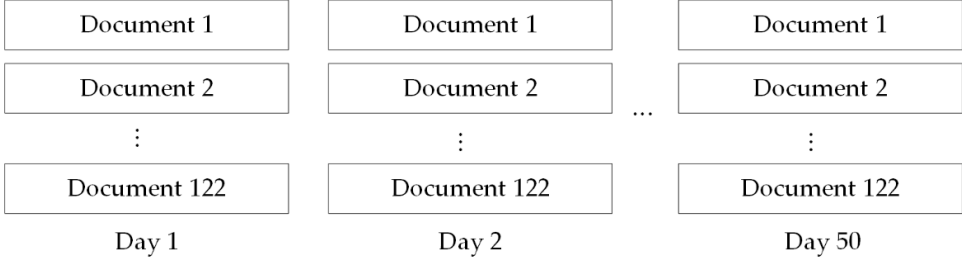 Document 1 Document 1 Document 1
Document 2 Document 2 Document 2
⋮ ⋮ ... ⋮
Document 122 Document 122 Document 122
Day 1 Day 2 Day 50